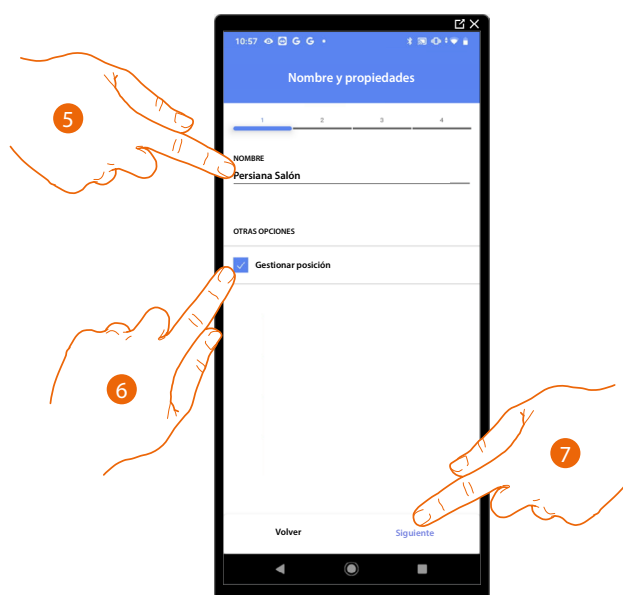 10:57 G G
Nombre y propiedades
1 2 3 4
5
NOMBRE
Persiana Salón
OTRAS OPCIONES
Gestionar posición
6
7
Volver Siguiente